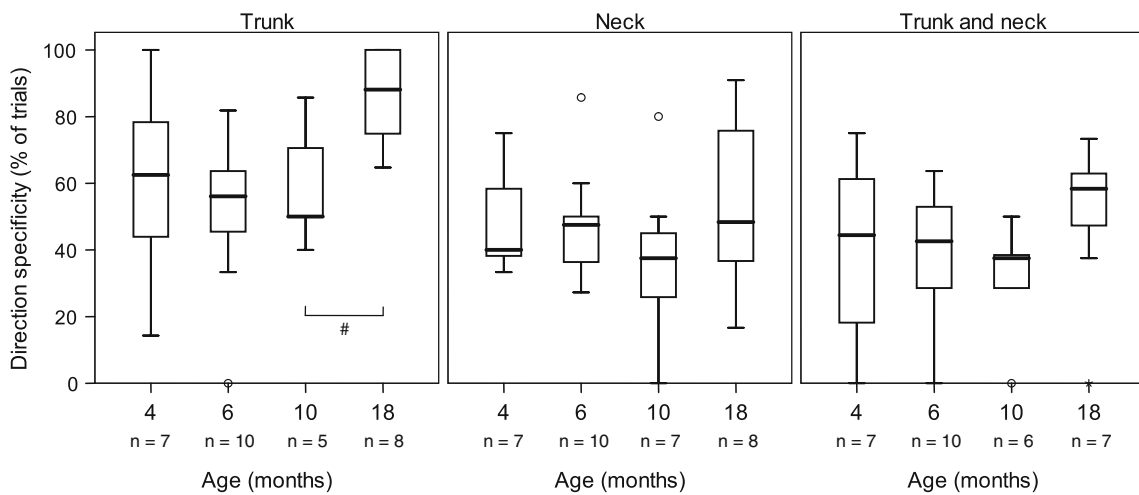 Trunk Neck Trunk and neck
Direction specificity (% of trials)
100
80
60
40
20
0
#
4 6 10 18 4 6 10 18 4 6 10 18
n = 7 n = 10 n = 5 n = 8 n = 7 n = 10 n = 7 n = 8 n = 7 n = 10 n = 6 n = 7
Age (months) Age (months) Age (months)